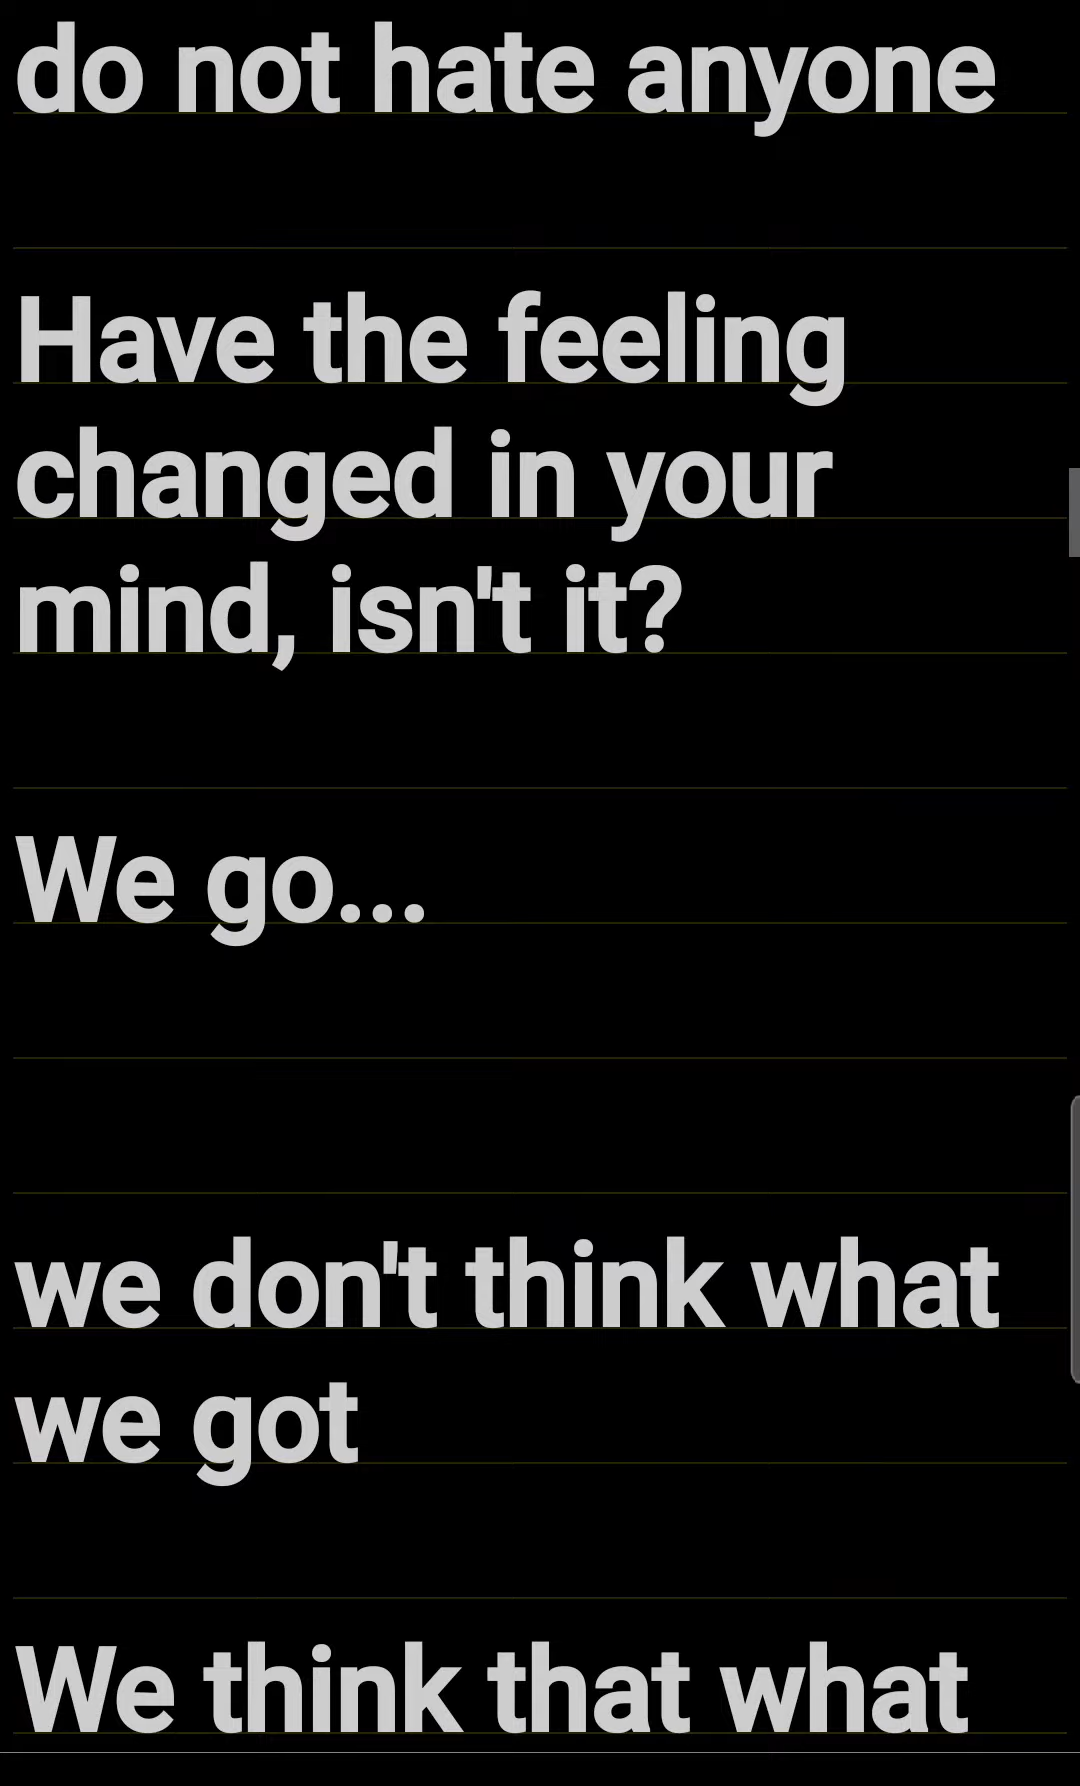 do not hate anyone
Have the feeling
changed in your
mind, isn't it?
We go...
we don't think what
we got
We think that what